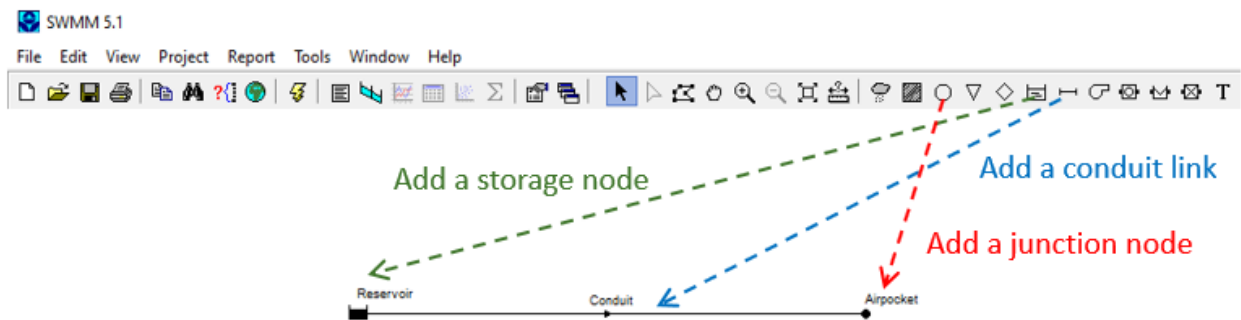 SWMM 5.1
File Edit View Project Report Tools Window Help
T
Add a storage node
Add a conduit link
Add a junction node
Reservoir
Conduit
Airpocket